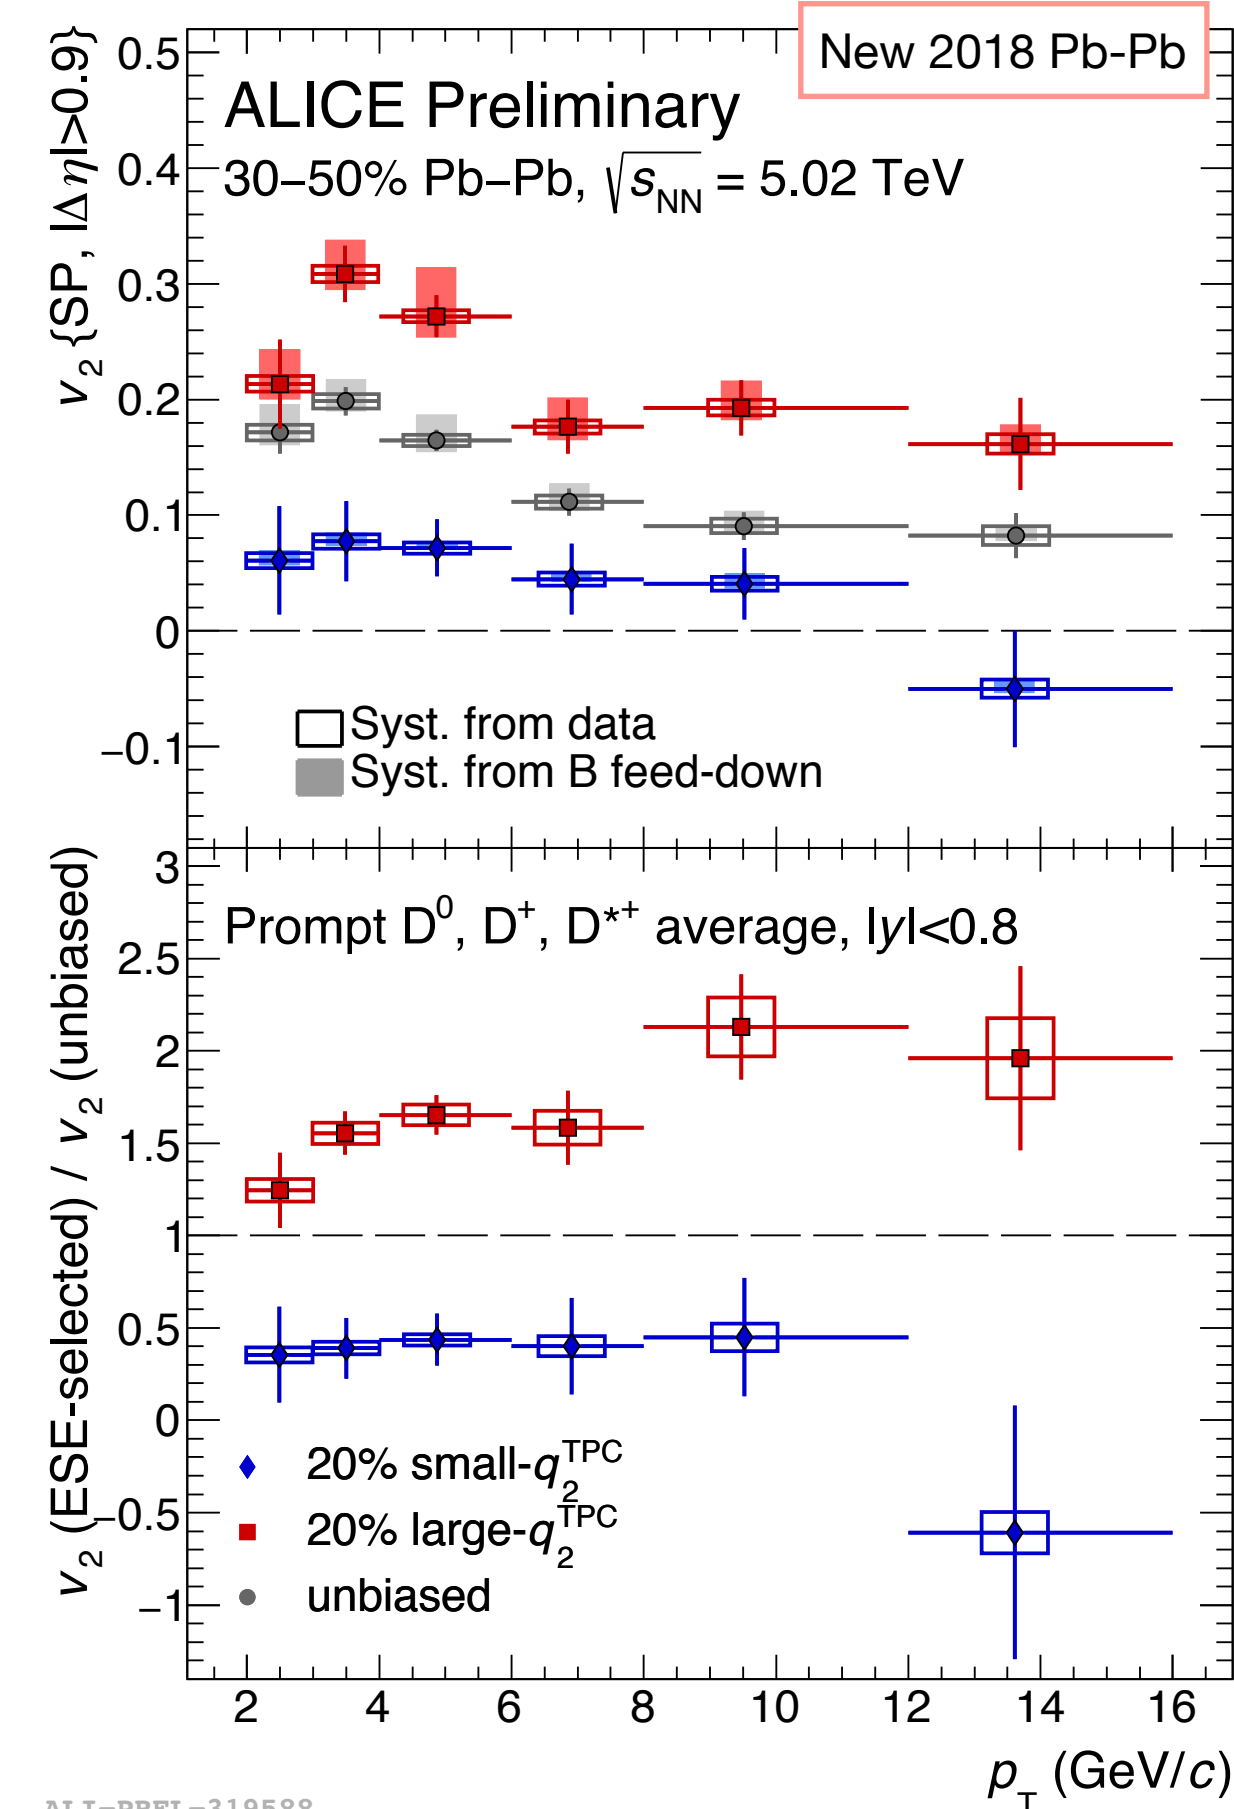 New 2018 Pb-Pb
ALICE Preliminary
30–50% Pb–Pb, √sNN = 5.02 TeV
v2 {SP, |Δη|>0.9}
0.5
0.4
0.3
0.2
0.1
0
−0.1
Syst. from data
Syst. from B feed-down
v2 (ESE-selected) / v2 (unbiased)
3
2.5
2
1.5
1
0.5
0
−0.5
−1
Prompt D0, D+, D*+ average, |y|<0.8
20% small-q2TPC
20% large-q2TPC
unbiased
2 4 6 8 10 12 14 16
pT (GeV/c)
ALI-PREL-319588